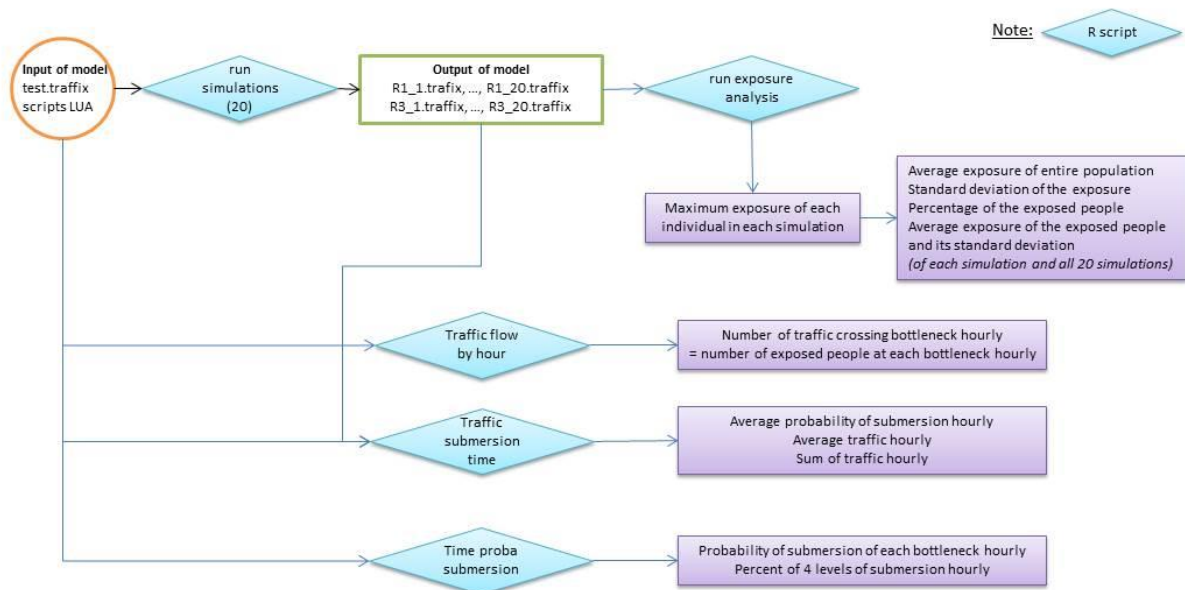 Note:
R script
Input of model
test.traffix
scripts LUA
run
simulations
(20)
Output of model
R1_1.trafix, ..., R1_20.traffix
R3_1.traffix, ..., R3_20.traffix
run exposure
analysis
Maximum exposure of each
individual in each simulation
Average exposure of entire population
Standard deviation of the exposure
Percentage of the exposed people
Average exposure of the exposed people
and its standard deviation
(of each simulation and all 20 simulations)
Traffic flow
by hour
Number of traffic crossing bottleneck hourly
= number of exposed people at each bottleneck hourly
Traffic
submersion
time
Average probability of submersion hourly
Average traffic hourly
Sum of traffic hourly
Time proba
submersion
Probability of submersion of each bottleneck hourly
Percent of 4 levels of submersion hourly